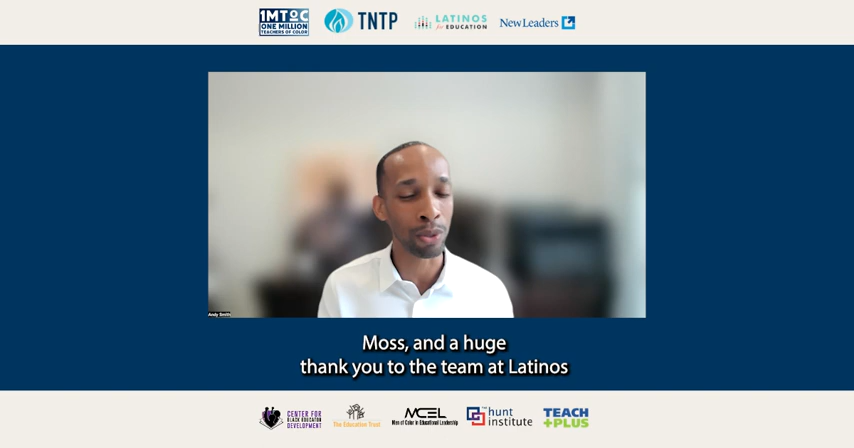 1MTOC
ONE MILLION
TEACHERS OF COLOR
TNTP
LATINOS
for EDUCATION
NewLeaders
Andy Smith
Moss, and a huge
thank you to the team at Latinos
CENTER FOR
BLACK EDUCATOR
DEVELOPMENT
The Education Trust
MCEL
Men of Color in Educational Leadership
hunt
institute
TEACH
+PLUS